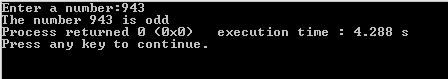 Enter a number:943
The number 943 is odd
Process returned 0 (0x0)   execution time : 4.288 s
Press any key to continue.